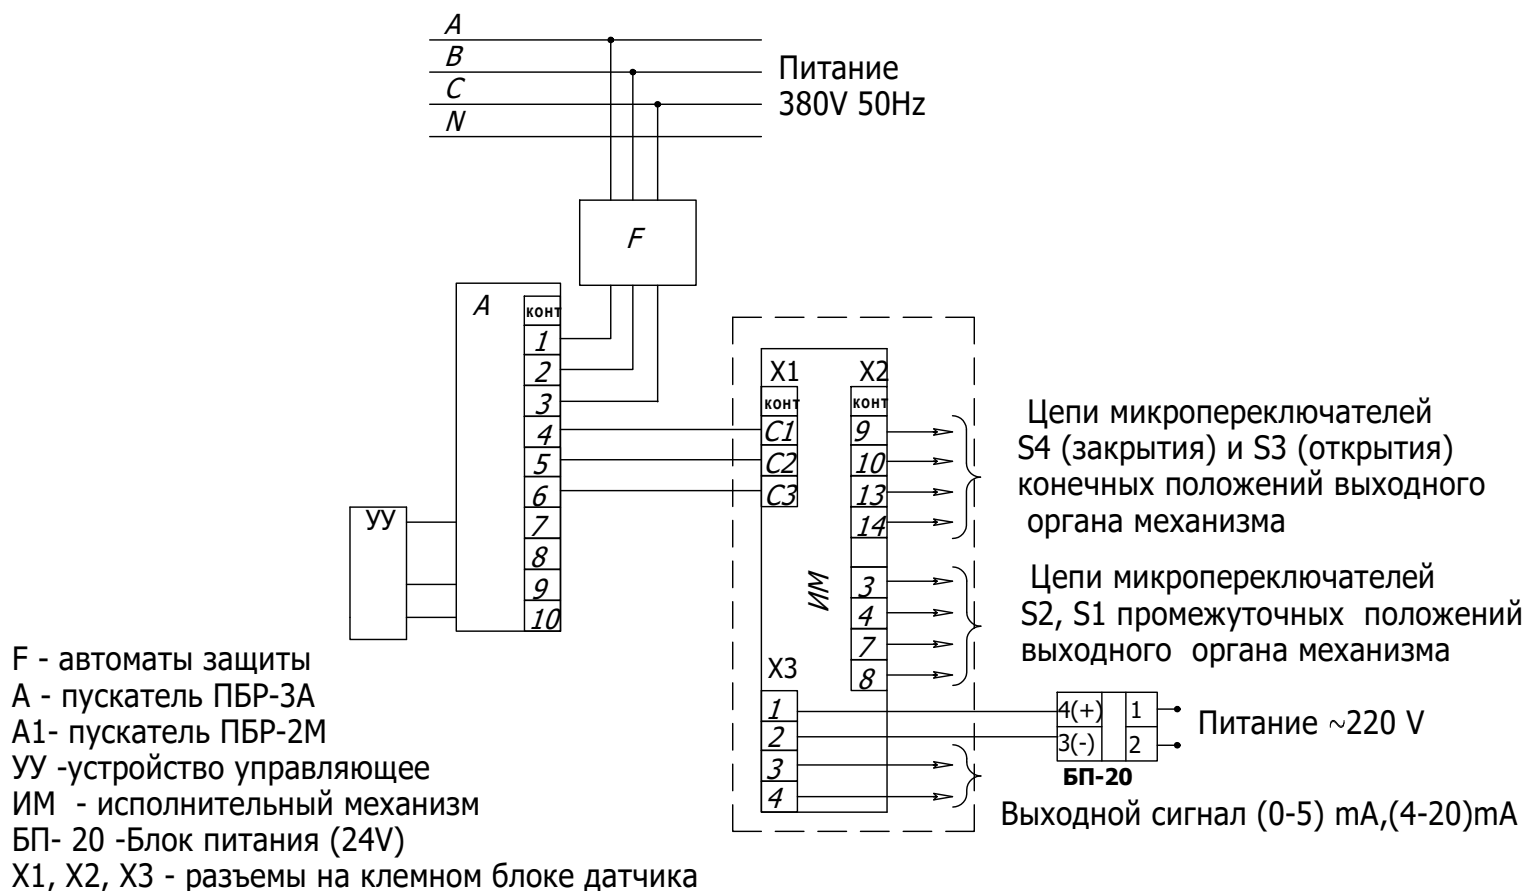 A
B
C
N
Питание
380V 50Hz
F
A
конт
1
2
3
4
5
6
7
8
9
10
УУ
X1
конт
C1
C2
C3
X2
конт
9
10
13
14
3
4
7
8
ИМ
X3
1
2
3
4
Цепи микропереключателей
S4 (закрытия) и S3 (открытия)
конечных положений выходного
органа механизма
Цепи микропереключателей
S2, S1 промежуточных положений
выходного органа механизма
4(+) 1
3(-) 2
БП-20
Питание ~220 V
Выходной сигнал (0-5) mA,(4-20)mA
F - автоматы защиты
А - пускатель ПБР-3А
А1- пускатель ПБР-2М
УУ -устройство управляющее
ИМ - исполнительный механизм
БП- 20 -Блок питания (24V)
X1, X2, X3 - разъемы на клемном блоке датчика